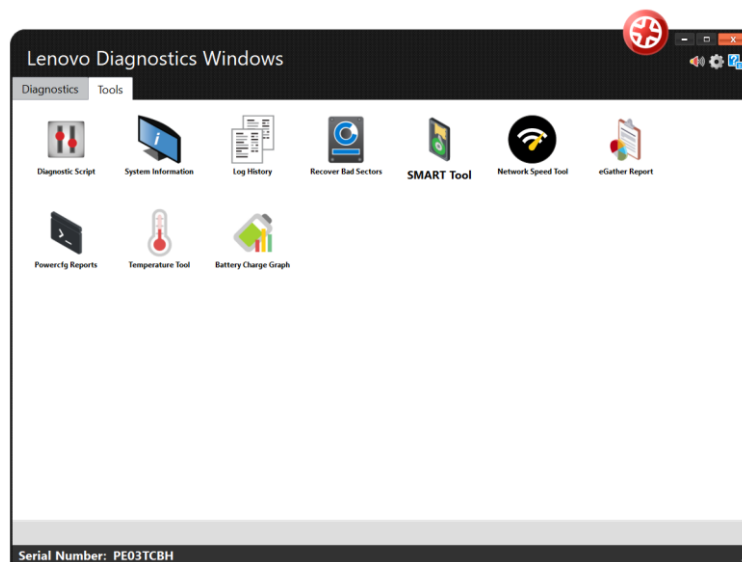 Lenovo Diagnostics Windows
Diagnostics Tools
Diagnostic Script System Information Log History Recover Bad Sectors SMART Tool Network Speed Tool eGather Report
Powercfg Reports Temperature Tool Battery Charge Graph
Serial Number: PE03TCBH